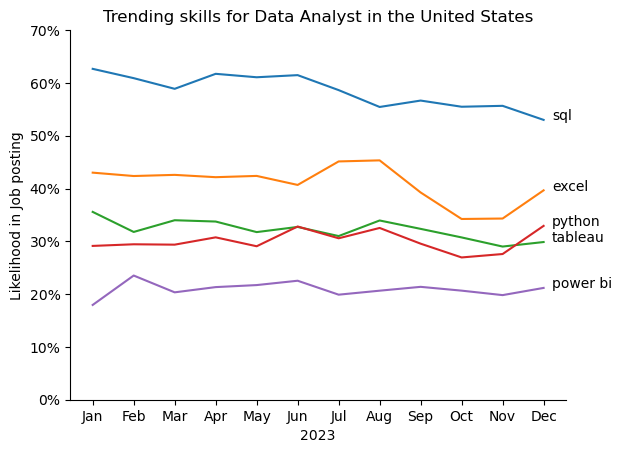 Trending skills for Data Analyst in the United States
70%
60%
50%
40%
30%
20%
10%
0%
Likelihood in Job posting
sql
excel
python
tableau
power bi
Jan Feb Mar Apr May Jun Jul Aug Sep Oct Nov Dec
2023